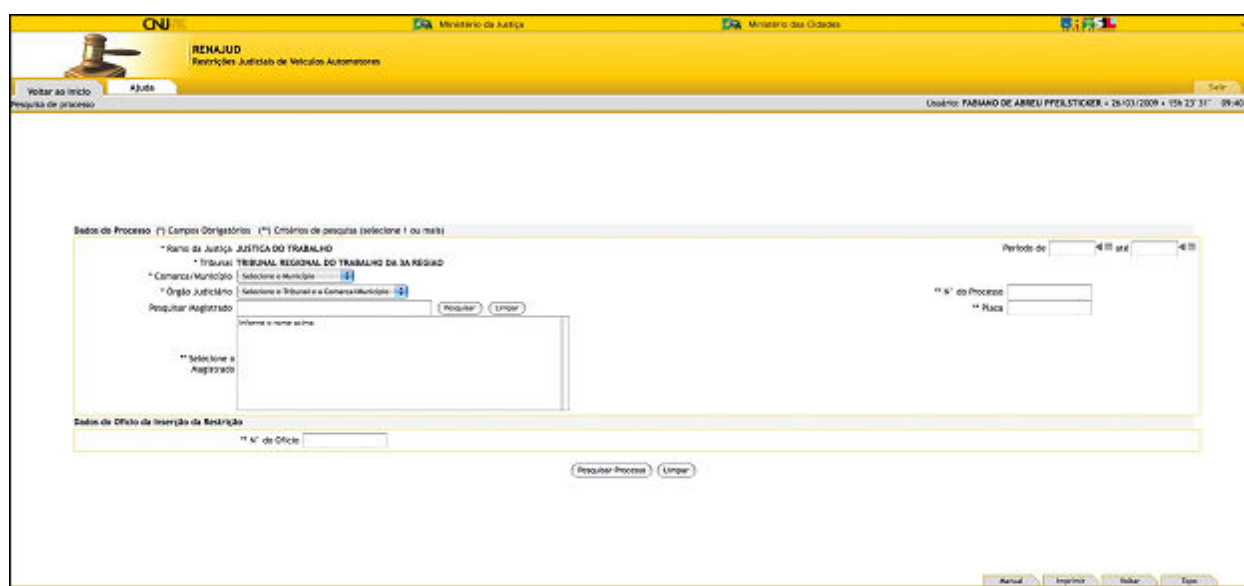 CNJ
Ministério da Justiça
Ministério das Cidades
BRASIL
RENAJUD
Restrições Judiciais de Veículos Automotores
Voltar ao início
Ajuda
Sair
Pesquisa de processo
Usuário: FABIANO DE ABREU PFEILSTICKER • 26/03/2009 • 15h 23' 31" 09:40
Dados do Processo (*) Campos Obrigatórios (**) Critérios de pesquisa (selecione 1 ou mais)
* Ramo da Justiça JUSTICA DO TRABALHO
Período de até
* Tribunal TRIBUNAL REGIONAL DO TRABALHO DA 3A REGIAO
* Comarca/Município Selecione o Município
* Órgão Judiciário Selecione o Tribunal e a Comarca/Município
** N° do Processo
Pesquisar Magistrado Pesquisar Limpar
** Placa
Informe o nome acima
** Selecione o
Magistrado
Dados do Ofício da Inserção da Restrição
** N° do Ofício
Pesquisar Processo Limpar
Manual Imprimir Voltar Topo